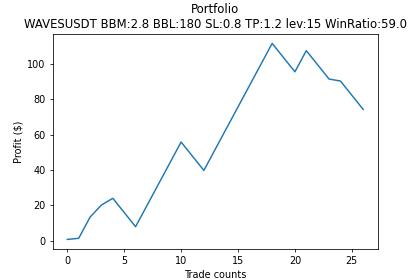 Portfolio
WAVESUSDT BBM:2.8 BBL:180 SL:0.8 TP:1.2 lev:15 WinRatio:59.0
100
80
60
40
20
0
Profit ($)
0 5 10 15 20 25
Trade counts